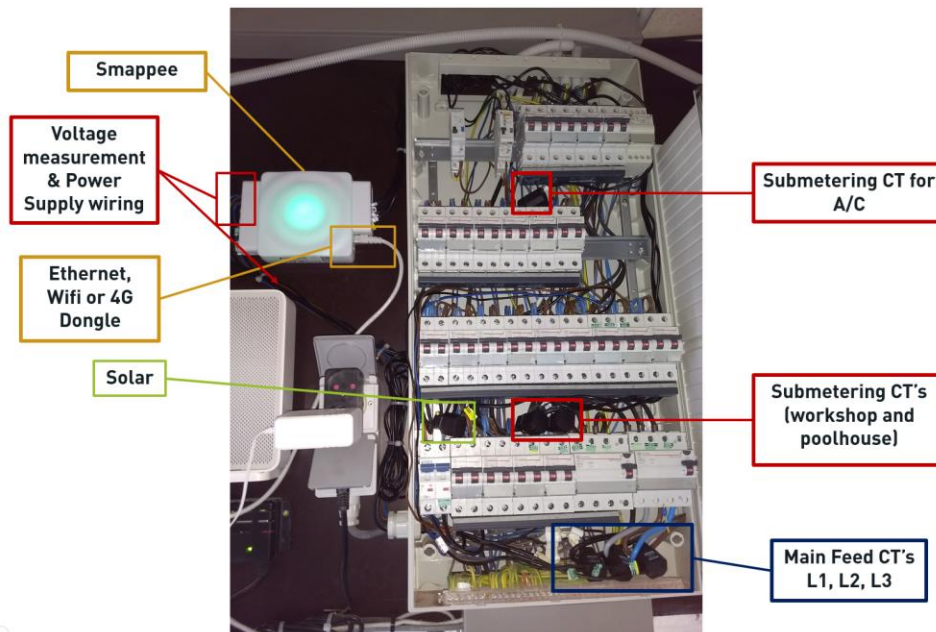 Smappee
Voltage
measurement
& Power
Supply wiring
Ethernet,
Wifi or 4G
Dongle
Solar
Submetering CT for
A/C
Submetering CT's
(workshop and
poolhouse)
Main Feed CT's
L1, L2, L3